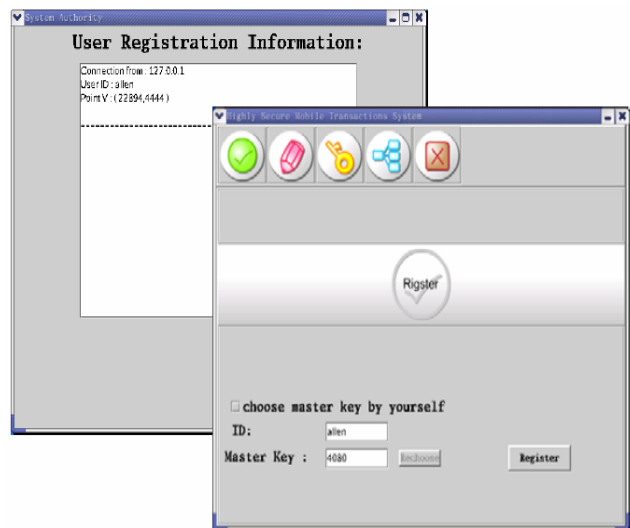 System Authority
User Registration Information:
Connection from : 127.0.0.1
User ID : allen
Point V : ( 22894,4444 )
Highly Secure Mobile Transactions System
Rigster
choose master key by yourself
ID:
allen
Master Key :
4080
Rechoose
Register